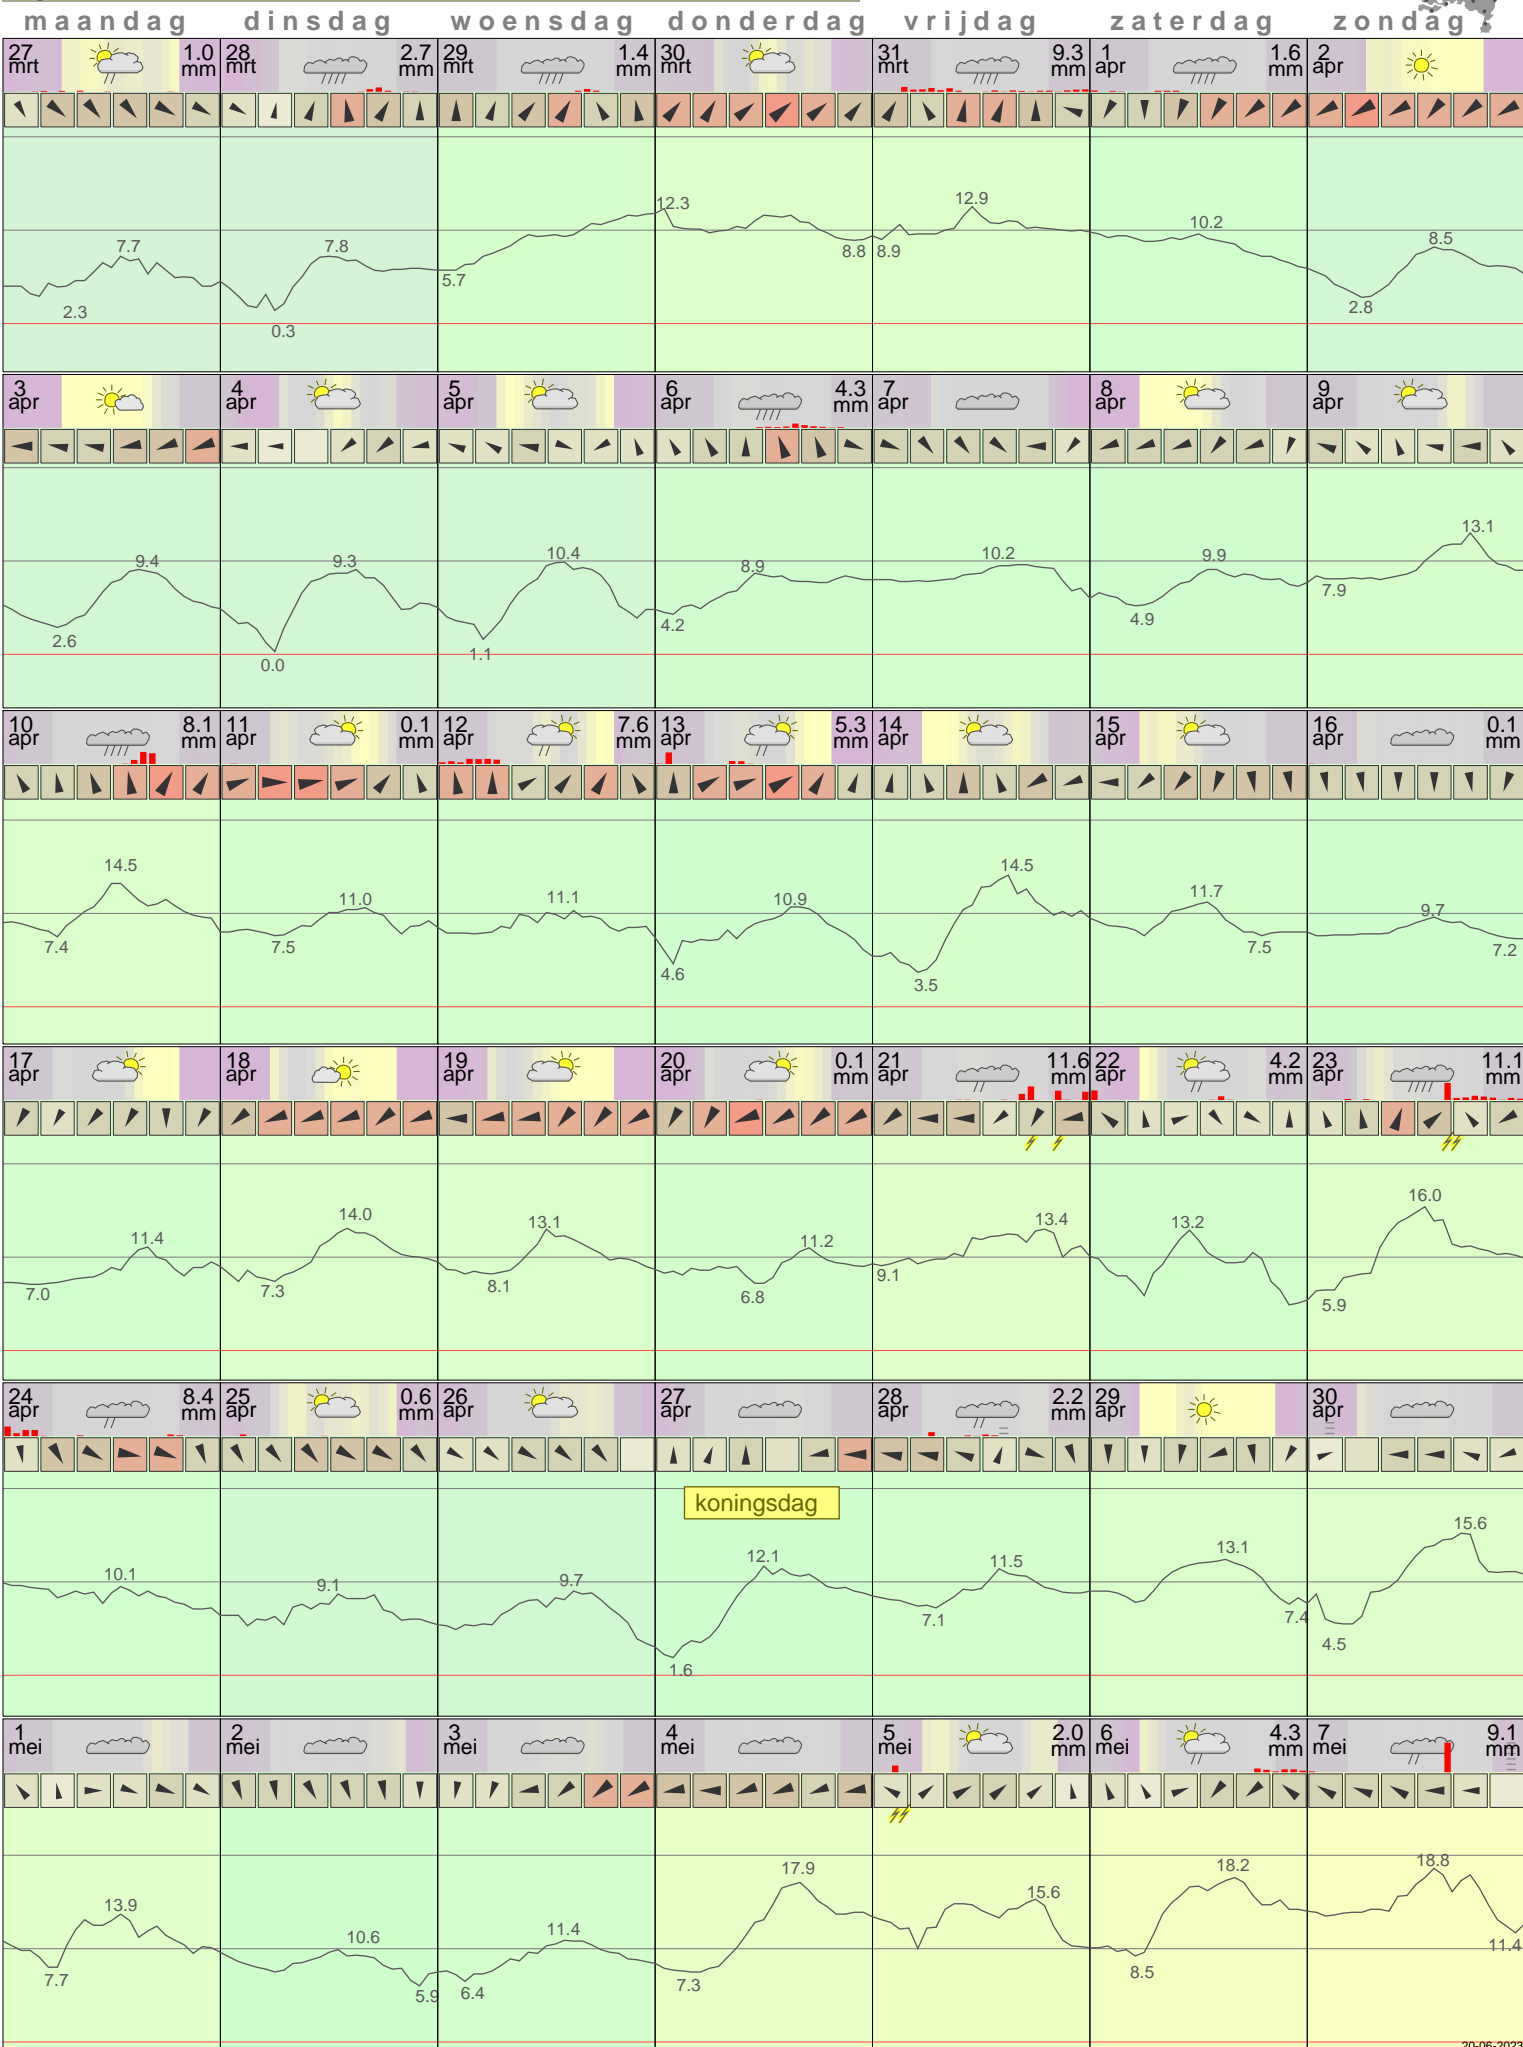 maandag dinsdag woensdag donderdag vrijdag zaterdag zondag
27 mrt 1.0 mm 28 mrt 2.7 mm 29 mrt 1.4 mm 30 mrt 31 mrt 9.3 mm 1 apr 1.6 mm 2 apr
7.7 2.3 7.8 0.3 5.7 12.3 8.8 8.9 12.9 10.2 8.5 2.8
3 apr 4 apr 5 apr 6 apr 4.3 mm 7 apr 8 apr 9 apr
9.4 2.6 9.3 0.0 10.4 1.1 8.9 4.2 10.2 9.9 4.9 7.9 13.1
10 apr 8.1 mm 11 apr 0.1 mm 12 apr 7.6 mm 13 apr 5.3 mm 14 apr 15 apr 16 apr 0.1 mm
14.5 7.4 11.0 7.5 11.1 10.9 4.6 14.5 3.5 11.7 7.5 9.7 7.2
17 apr 18 apr 19 apr 20 apr 0.1 mm 21 apr 11.6 mm 22 apr 4.2 mm 23 apr 11.1 mm
11.4 7.0 14.0 7.3 13.1 8.1 11.2 6.8 9.1 13.4 13.2 16.0 5.9
24 apr 8.4 mm 25 apr 0.6 mm 26 apr 27 apr 28 apr 2.2 mm 29 apr 30 apr
koningsdag
10.1 9.1 9.7 12.1 1.6 11.5 7.1 13.1 7.4 15.6 4.5
1 mei 2 mei 3 mei 4 mei 5 mei 2.0 mm 6 mei 4.3 mm 7 mei 9.1 mm
13.9 7.7 10.6 5.9 11.4 6.4 17.9 7.3 15.6 18.2 8.5 18.8 11.4
20-06-2023